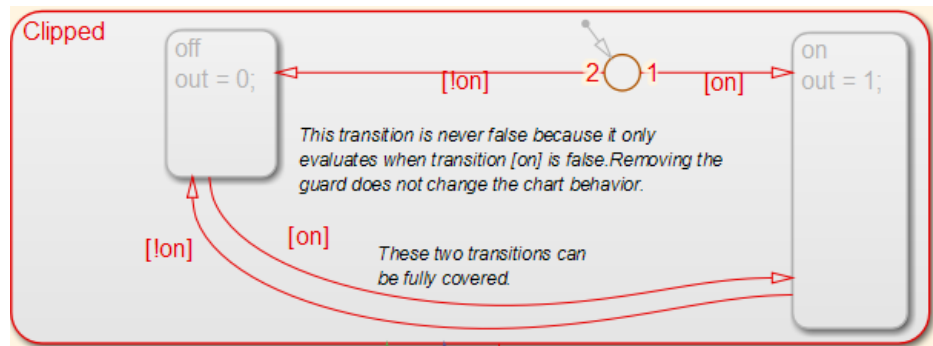 Clipped
off
out = 0;
[!on]
2
1
[on]
on
out = 1;
This transition is never false because it only
evaluates when transition [on] is false.Removing the
guard does not change the chart behavior.
[!on]
[on]
These two transitions can
be fully covered.